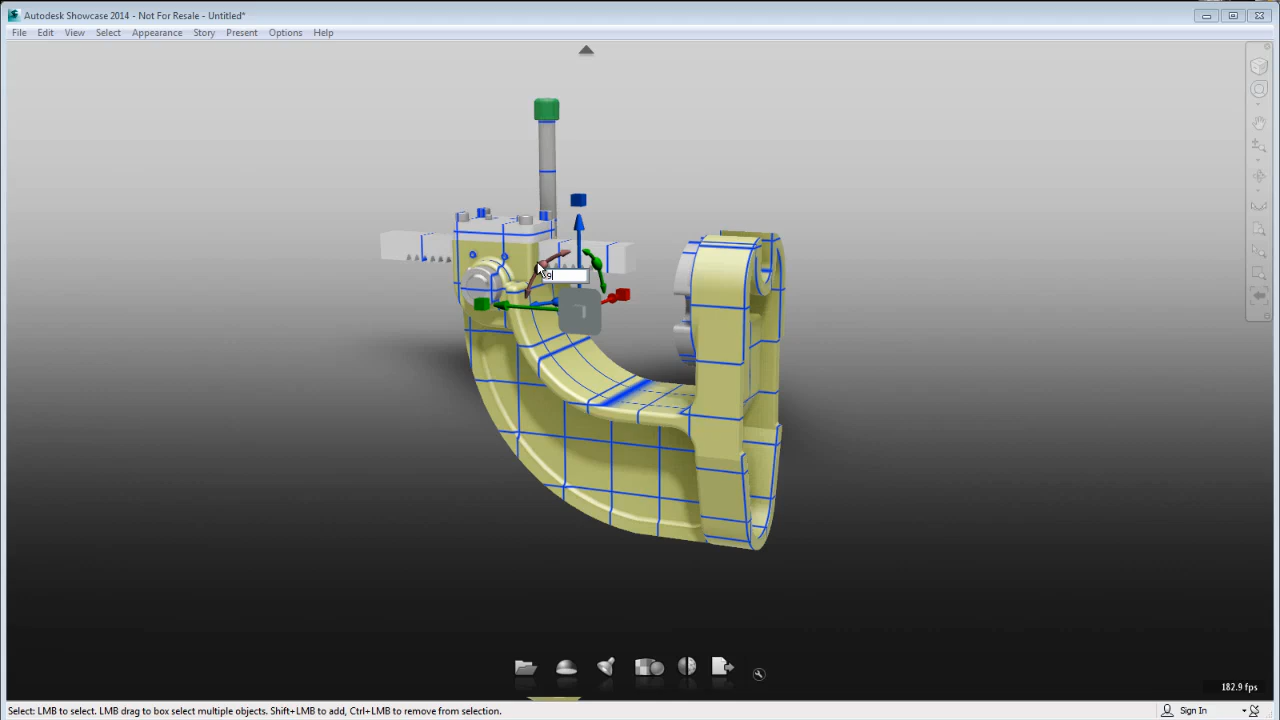 Autodesk Showcase 2014 - Not For Resale - Untitled*
File Edit View Select Appearance Story Present Options Help
9
182.9 fps
Select: LMB to select. LMB drag to box select multiple objects. Shift+LMB to add, Ctrl+LMB to remove from selection.
Sign In